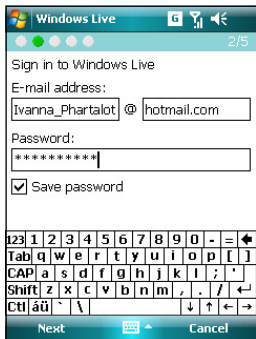 Windows Live G
2/5
Sign in to Windows Live
E-mail address:
Ivanna_Phartalot @ hotmail.com
Password:
**********
Save password
123 1 2 3 4 5 6 7 8 9 0 - =
Tab q w e r t y u i o p [ ]
CAP a s d f g h j k l ; '
Shift z x c v b n m , . /
Ctl áü ` \
Next Cancel